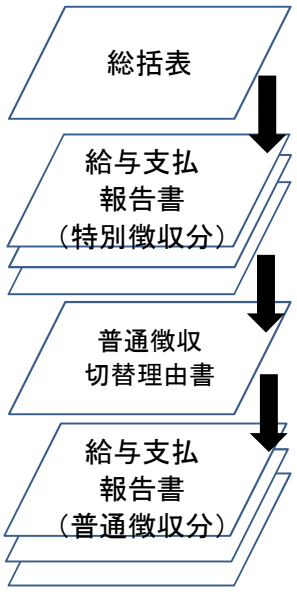 総括表
給与支払
報告書
（特別徴収分）
普通徴収
切替理由書
給与支払
報告書
（普通徴収分）